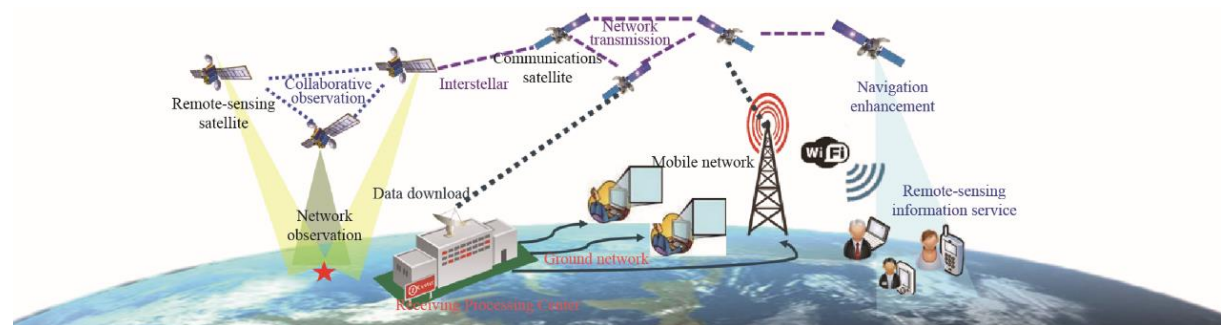 Network
transmission
Communications
satellite
Collaborative
observation
Interstellar
Remote-sensing
satellite
Navigation
enhancement
WiFi
Mobile network
Data download
Remote-sensing
information service
Network
observation
Ground network
Receiving Processing Center